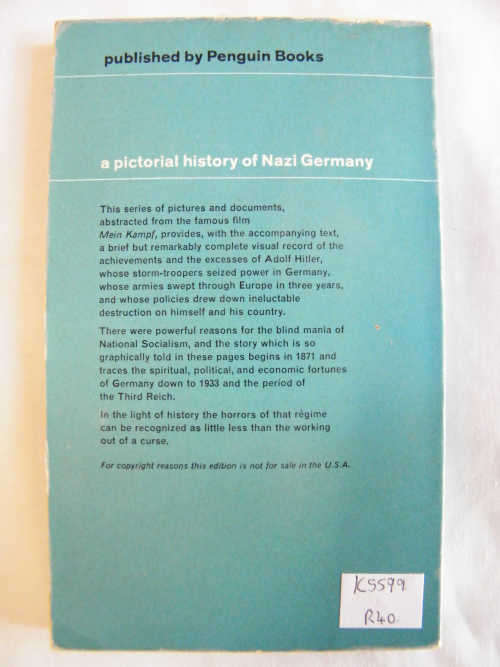 published by Penguin Books
a pictorial history of Nazi Germany
This series of pictures and documents,
abstracted from the famous film
Mein Kampf, provides, with the accompanying text,
a brief but remarkably complete visual record of the
achievements and the excesses of Adolf Hitler,
whose storm-troopers seized power in Germany,
whose armies swept through Europe in three years,
and whose policies drew down ineluctable
destruction on himself and his country.
There were powerful reasons for the blind mania of
National Socialism, and the story which is so
graphically told in these pages begins in 1871 and
traces the spiritual, political, and economic fortunes
of Germany down to 1933 and the period of
the Third Reich.
In the light of history the horrors of that régime
can be recognized as little less than the working
out of a curse.
For copyright reasons this edition is not for sale in the U.S.A.
K5599
R40